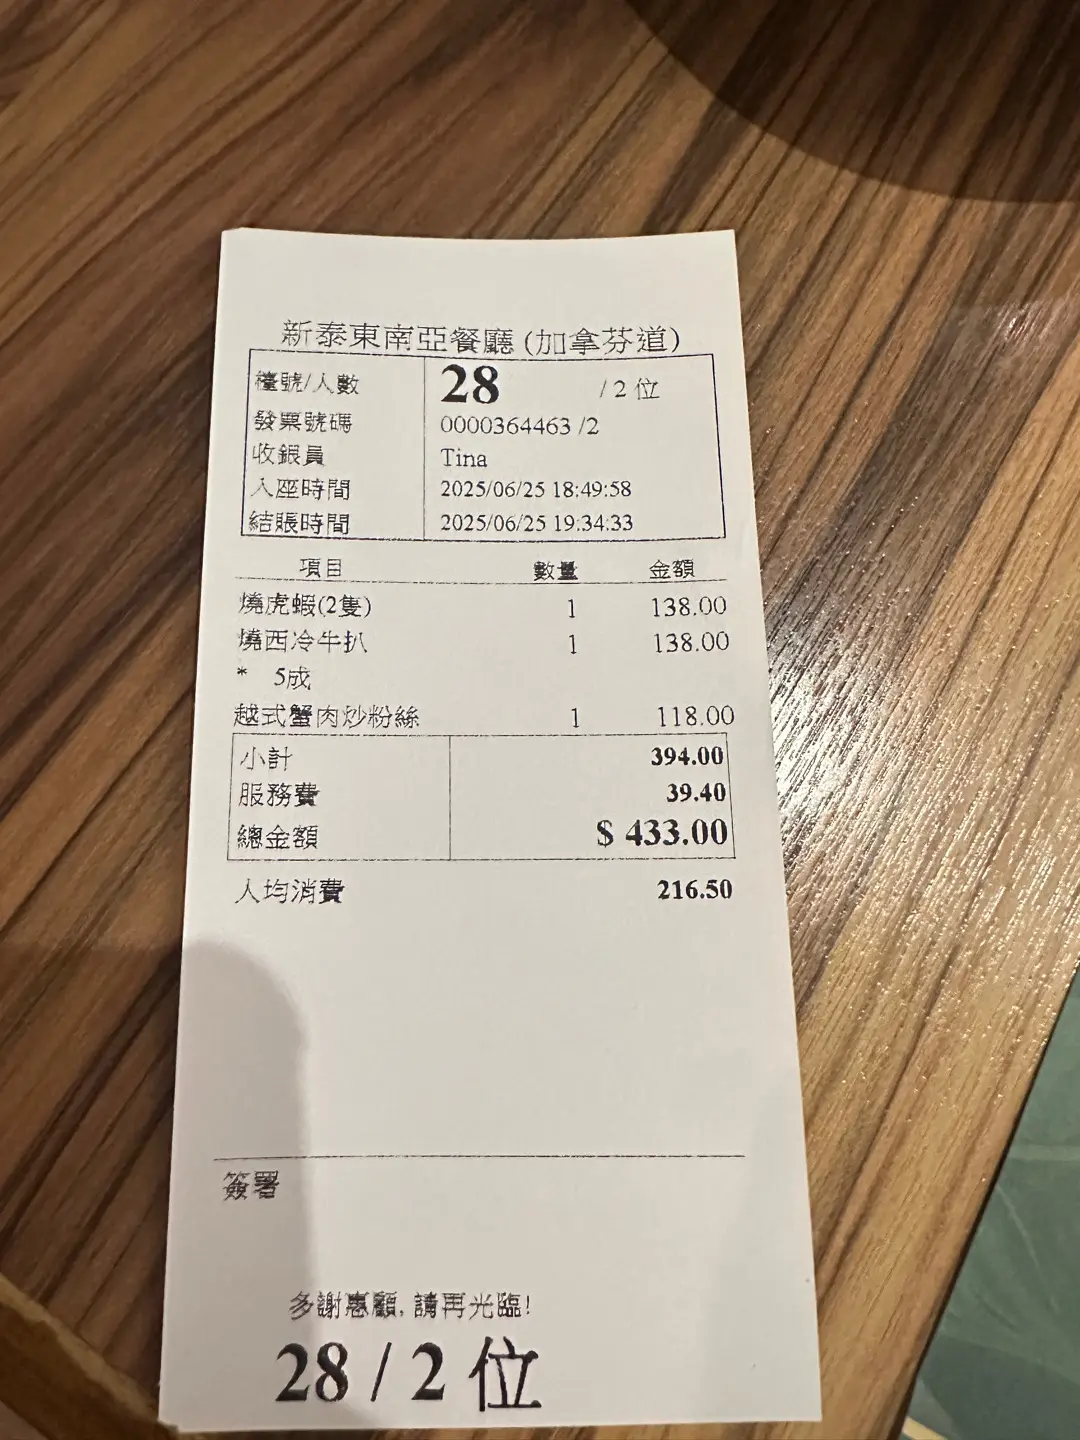 新泰東南亞餐廳 (加拿芬道)
檯號/人數 28 / 2 位
發票號碼 0000364463 /2
收銀員 Tina
入座時間 2025/06/25 18:49:58
結賬時間 2025/06/25 19:34:33
項目 數量 金額
燒虎蝦(2隻) 1 138.00
燒西冷牛扒 1 138.00
* 5成
越式蟹肉炒粉絲 1 118.00
小計 394.00
服務費 39.40
總金額 $ 433.00
人均消費 216.50
簽署
多謝惠顧, 請再光臨!
28 / 2 位